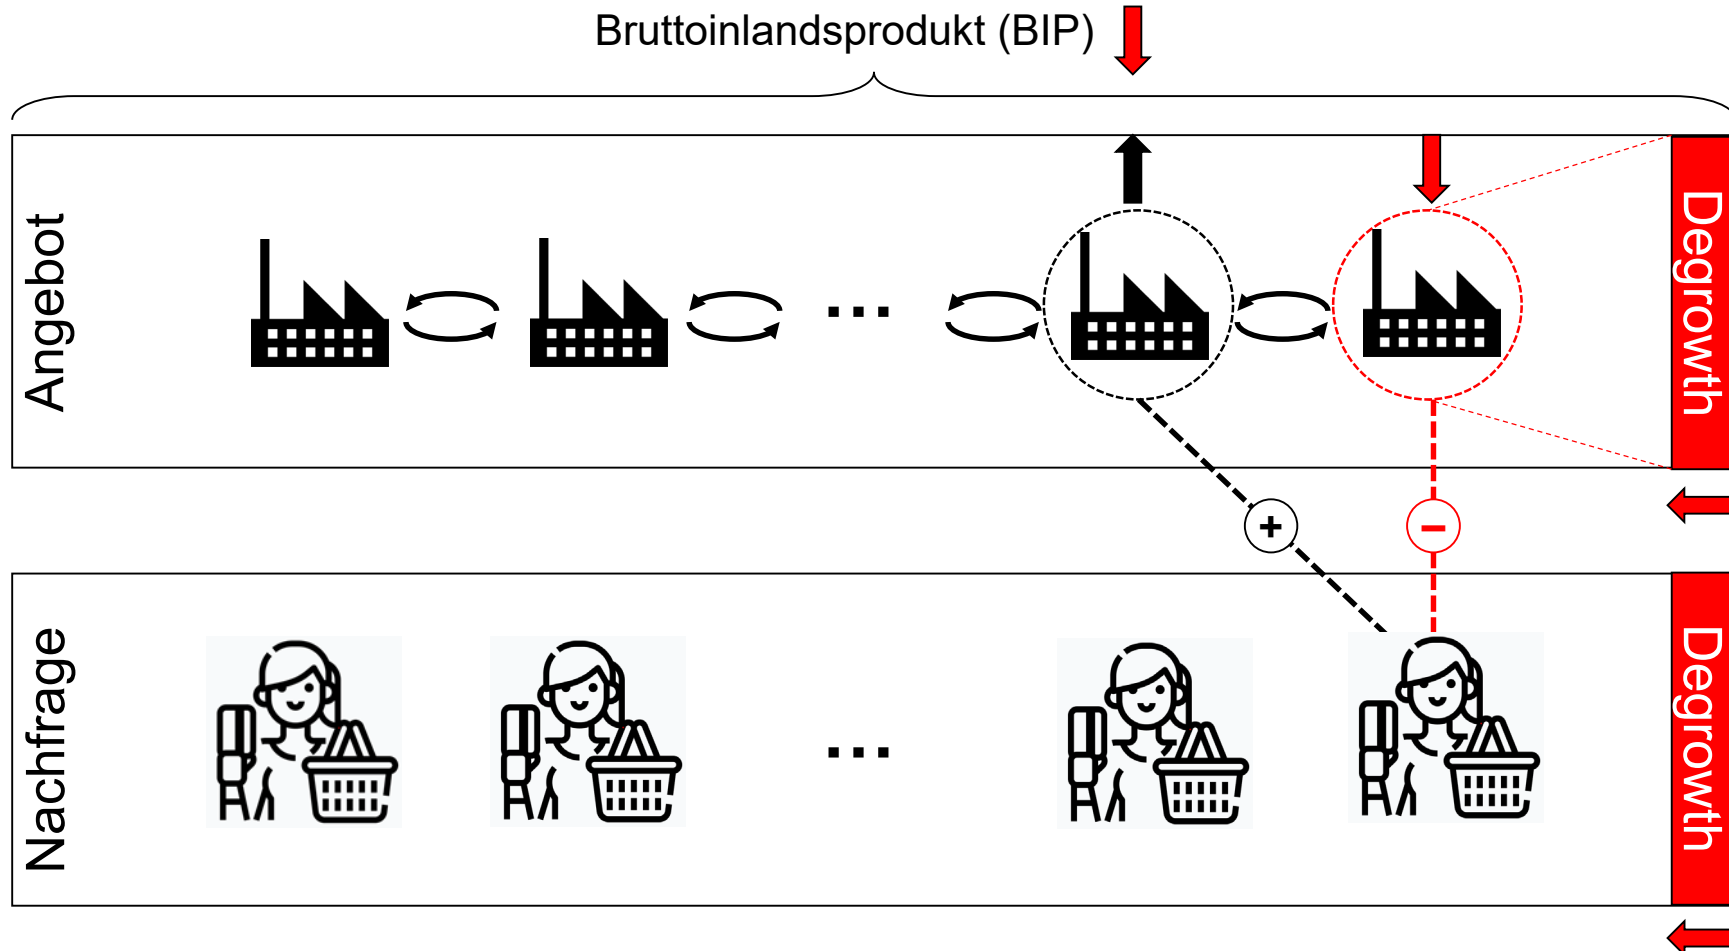 Bruttoinlandsprodukt (BIP)
Angebot
...
Degrowth
+
−
Nachfrage
...
Degrowth